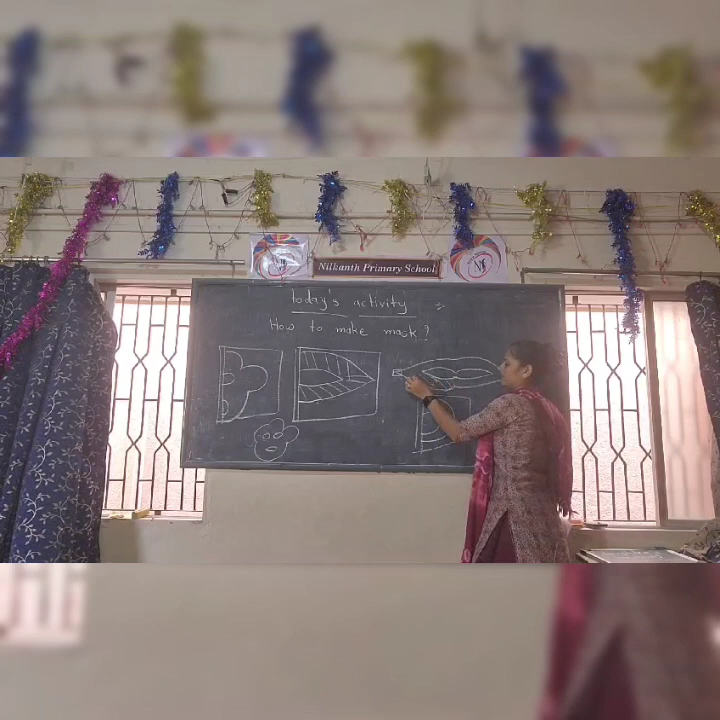 Nilkanth Primary School
Today's activity :-
How to make mask ?